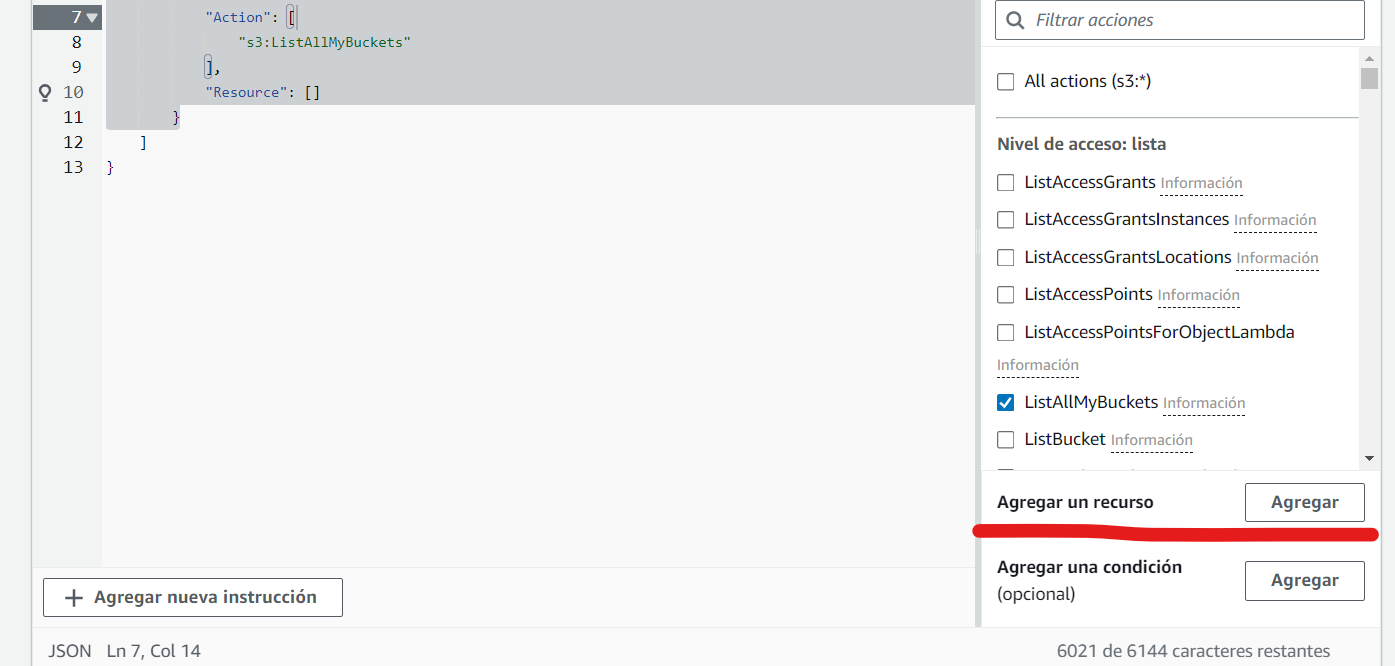 7
"Action": [
8
"s3:ListAllMyBuckets"
9
],
10
"Resource": []
11
}
12
]
13
}
Agregar nueva instrucción
JSON Ln 7, Col 14
Filtrar acciones
All actions (s3:*)
Nivel de acceso: lista
ListAccessGrants Información
ListAccessGrantsInstances Información
ListAccessGrantsLocations Información
ListAccessPoints Información
ListAccessPointsForObjectLambda
Información
ListAllMyBuckets Información
ListBucket Información
Agregar un recurso Agregar
Agregar una condición
(opcional)
Agregar
6021 de 6144 caracteres restantes